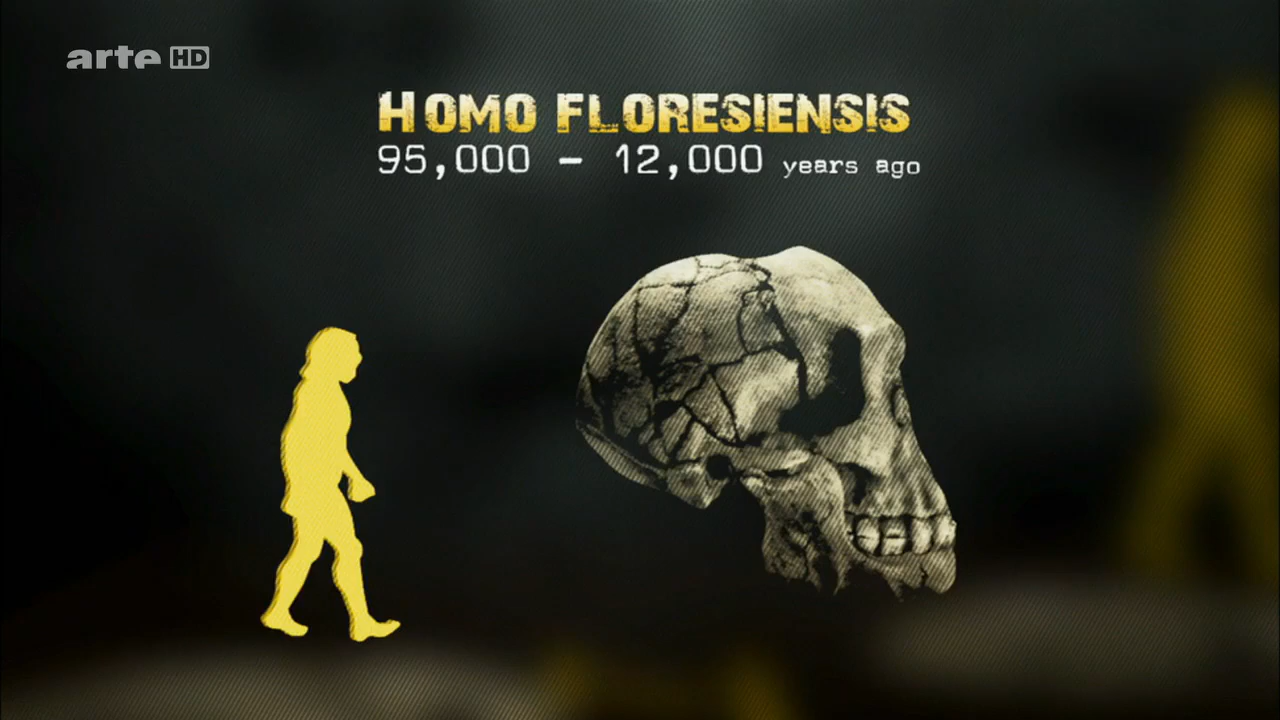 arte HD
HOMO FLORESIENSIS
95,000 – 12,000 years ago